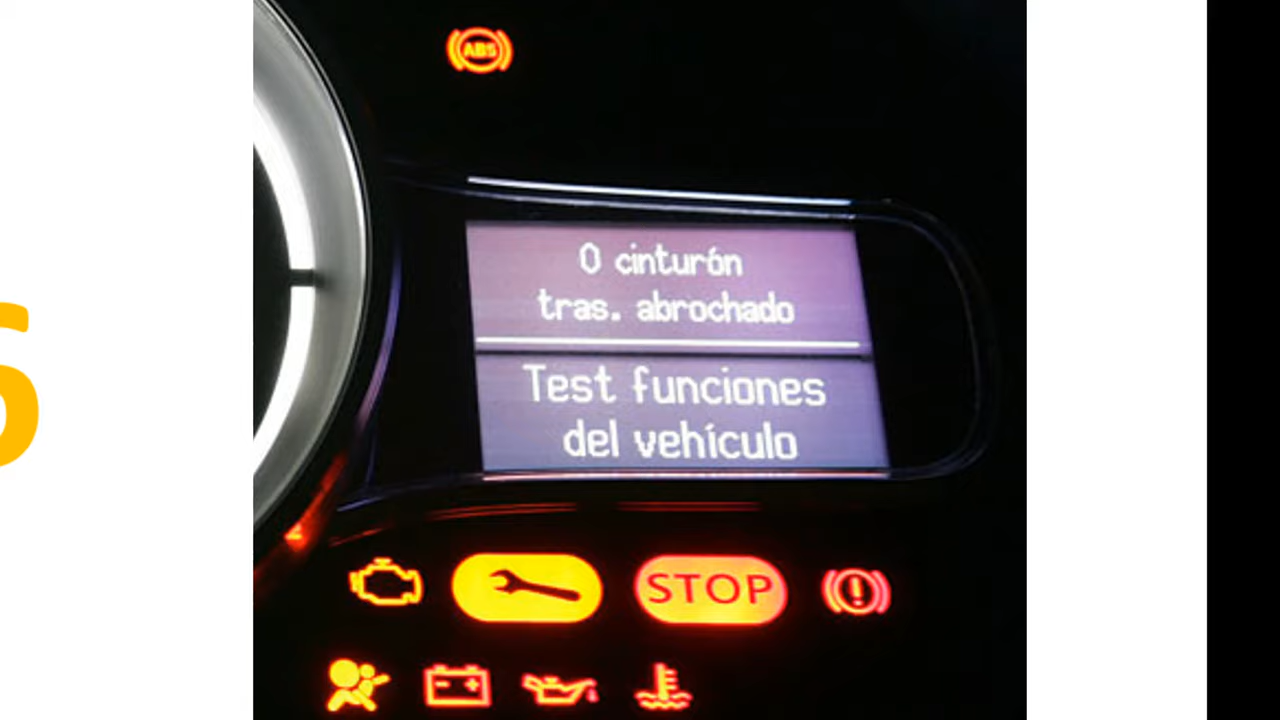 ABS
0 cinturón
tras. abrochado
Test funciones
del vehículo
STOP